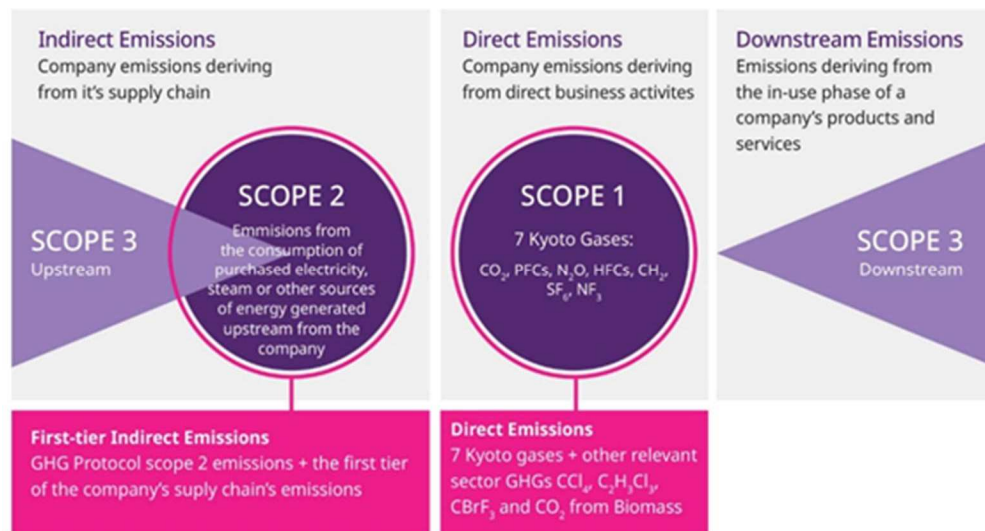 Indirect Emissions
Company emissions deriving
from it's supply chain
SCOPE 3
Upstream
SCOPE 2
Emmisions from
the consumption of
purchased electricity,
steam or other sources
of energy generated
upstream from the
company
First-tier Indirect Emissions
GHG Protocol scope 2 emissions + the first tier
of the company's suply chain's emissions
Direct Emissions
Company emissions deriving
from direct business activites
SCOPE 1
7 Kyoto Gases:
CO₂, PFCs, N₂O, HFCs, CH₂,
SF₆, NF₃
Direct Emissions
7 Kyoto gases + other relevant
sector GHGs CCl₄, C₂H₃Cl₃,
CBrF₃ and CO₂ from Biomass
Downstream Emissions
Emissions deriving from
the in-use phase of a
company's products and
services
SCOPE 3
Downstream